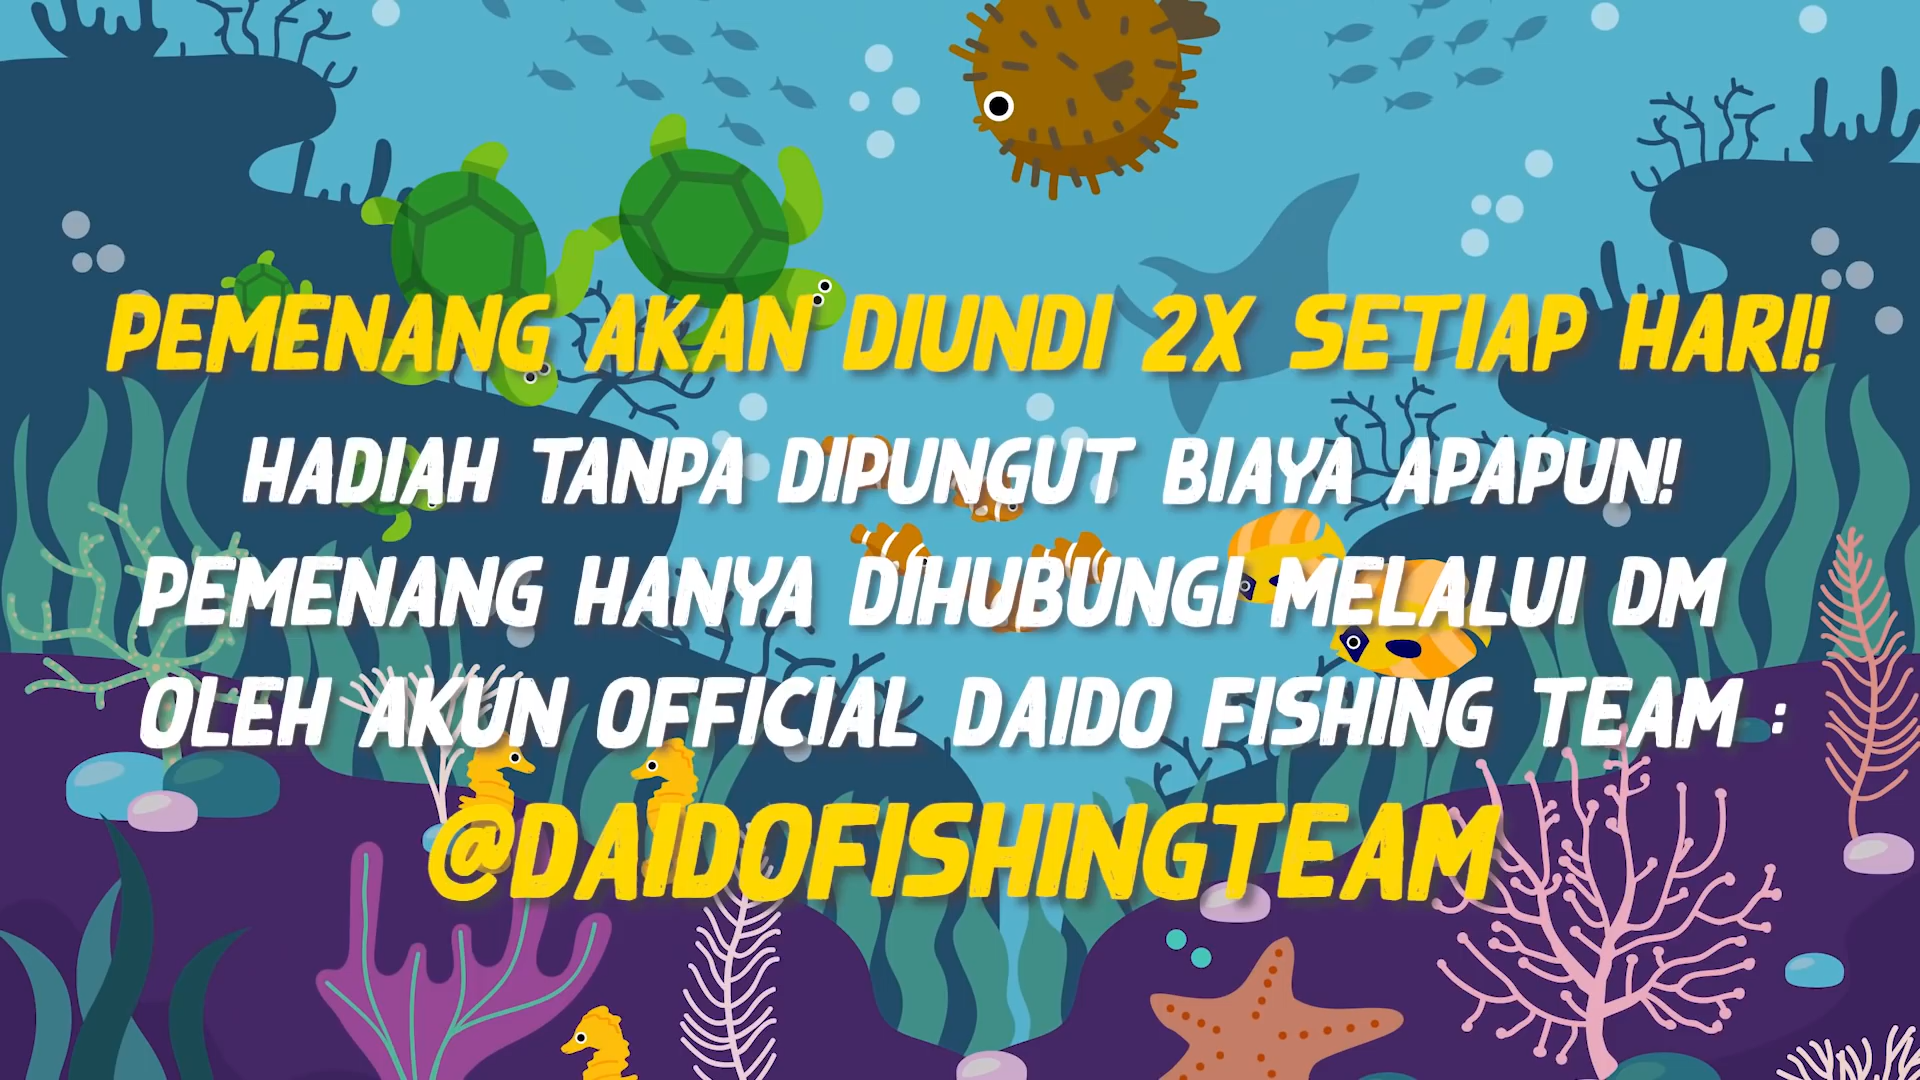 PEMENANG AKAN DIUNDI 2X SETIAP HARI!
HADIAH TANPA DIPUNGUT BIAYA APAPUN!
PEMENANG HANYA DIHUBUNGI MELALUI DM
OLEH AKUN OFFICIAL DAIDO FISHING TEAM :
@DAIDOFISHINGTEAM